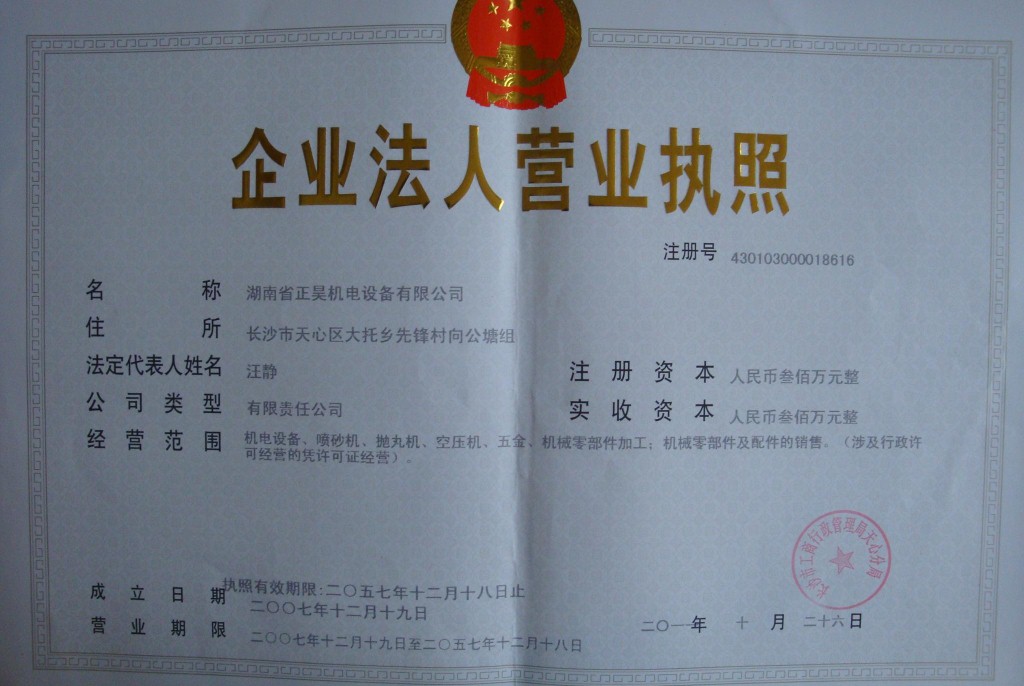 企业法人营业执照
注册号 430103000018616
名称 湖南省正昊机电设备有限公司
住所 长沙市天心区大托乡先锋村向公塘组
法定代表人姓名 汪静
注册资本 人民币叁佰万元整
公司类型 有限责任公司
实收资本 人民币叁佰万元整
经营范围 机电设备、喷砂机、抛丸机、空压机、五金、机械零部件加工；机械零部件及配件的销售。（涉及行政许
可经营的凭许可证经营）。
长沙市工商行政管理局天心分局
执照有效期限:二〇五七年十二月十八日止
成立日期 二〇〇七年十二月十九日
营业期限 二〇〇七年十二月十九日至二〇五七年十二月十八日
二〇一一年 十月 二十六日